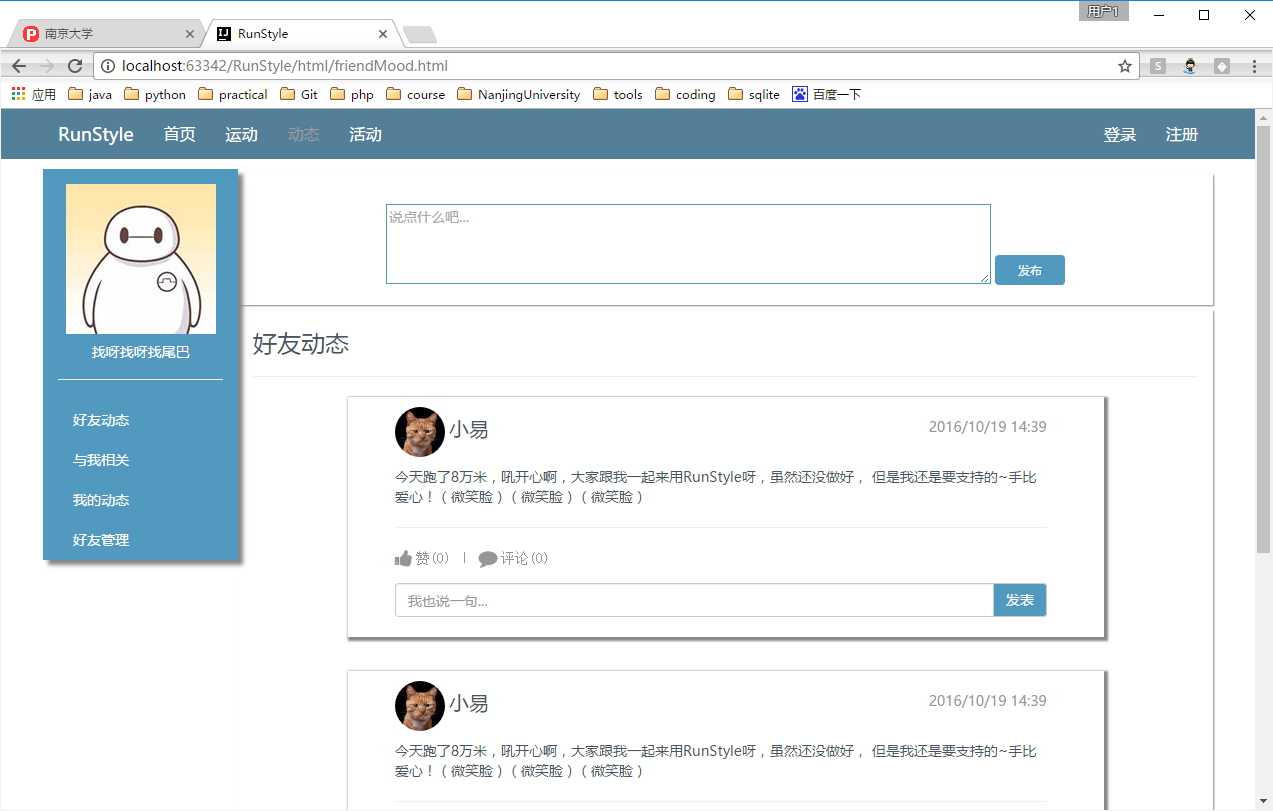 用户1
南京大学
RunStyle
localhost:63342/RunStyle/html/friendMood.html
应用 java python practical Git php course NanjingUniversity tools coding sqlite 百度一下
RunStyle 首页 运动 动态 活动 登录 注册
找呀找呀找尾巴
好友动态
与我相关
我的动态
好友管理
说点什么吧...
发布
好友动态
小易 2016/10/19 14:39
今天跑了8万米，吼开心啊，大家跟我一起来用RunStyle呀，虽然还没做好， 但是我还是要支持的~手比
爱心！（微笑脸）（微笑脸）（微笑脸）
赞(0) | 评论(0)
我也说一句... 发表
小易 2016/10/19 14:39
今天跑了8万米，吼开心啊，大家跟我一起来用RunStyle呀，虽然还没做好， 但是我还是要支持的~手比
爱心！（微笑脸）（微笑脸）（微笑脸）